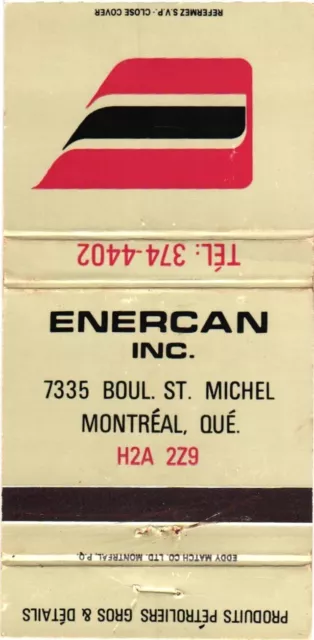 REFERMEZ S.V.P - CLOSE COVER
TÉL: 374-4402
ENERCAN
INC.
7335 BOUL. ST. MICHEL
MONTRÉAL, QUÉ.
H2A 2Z9
EDDY MATCH CO. LTD. MONTREAL, P.Q.
PRODUITS PÉTROLIERS GROS & DÉTAILS